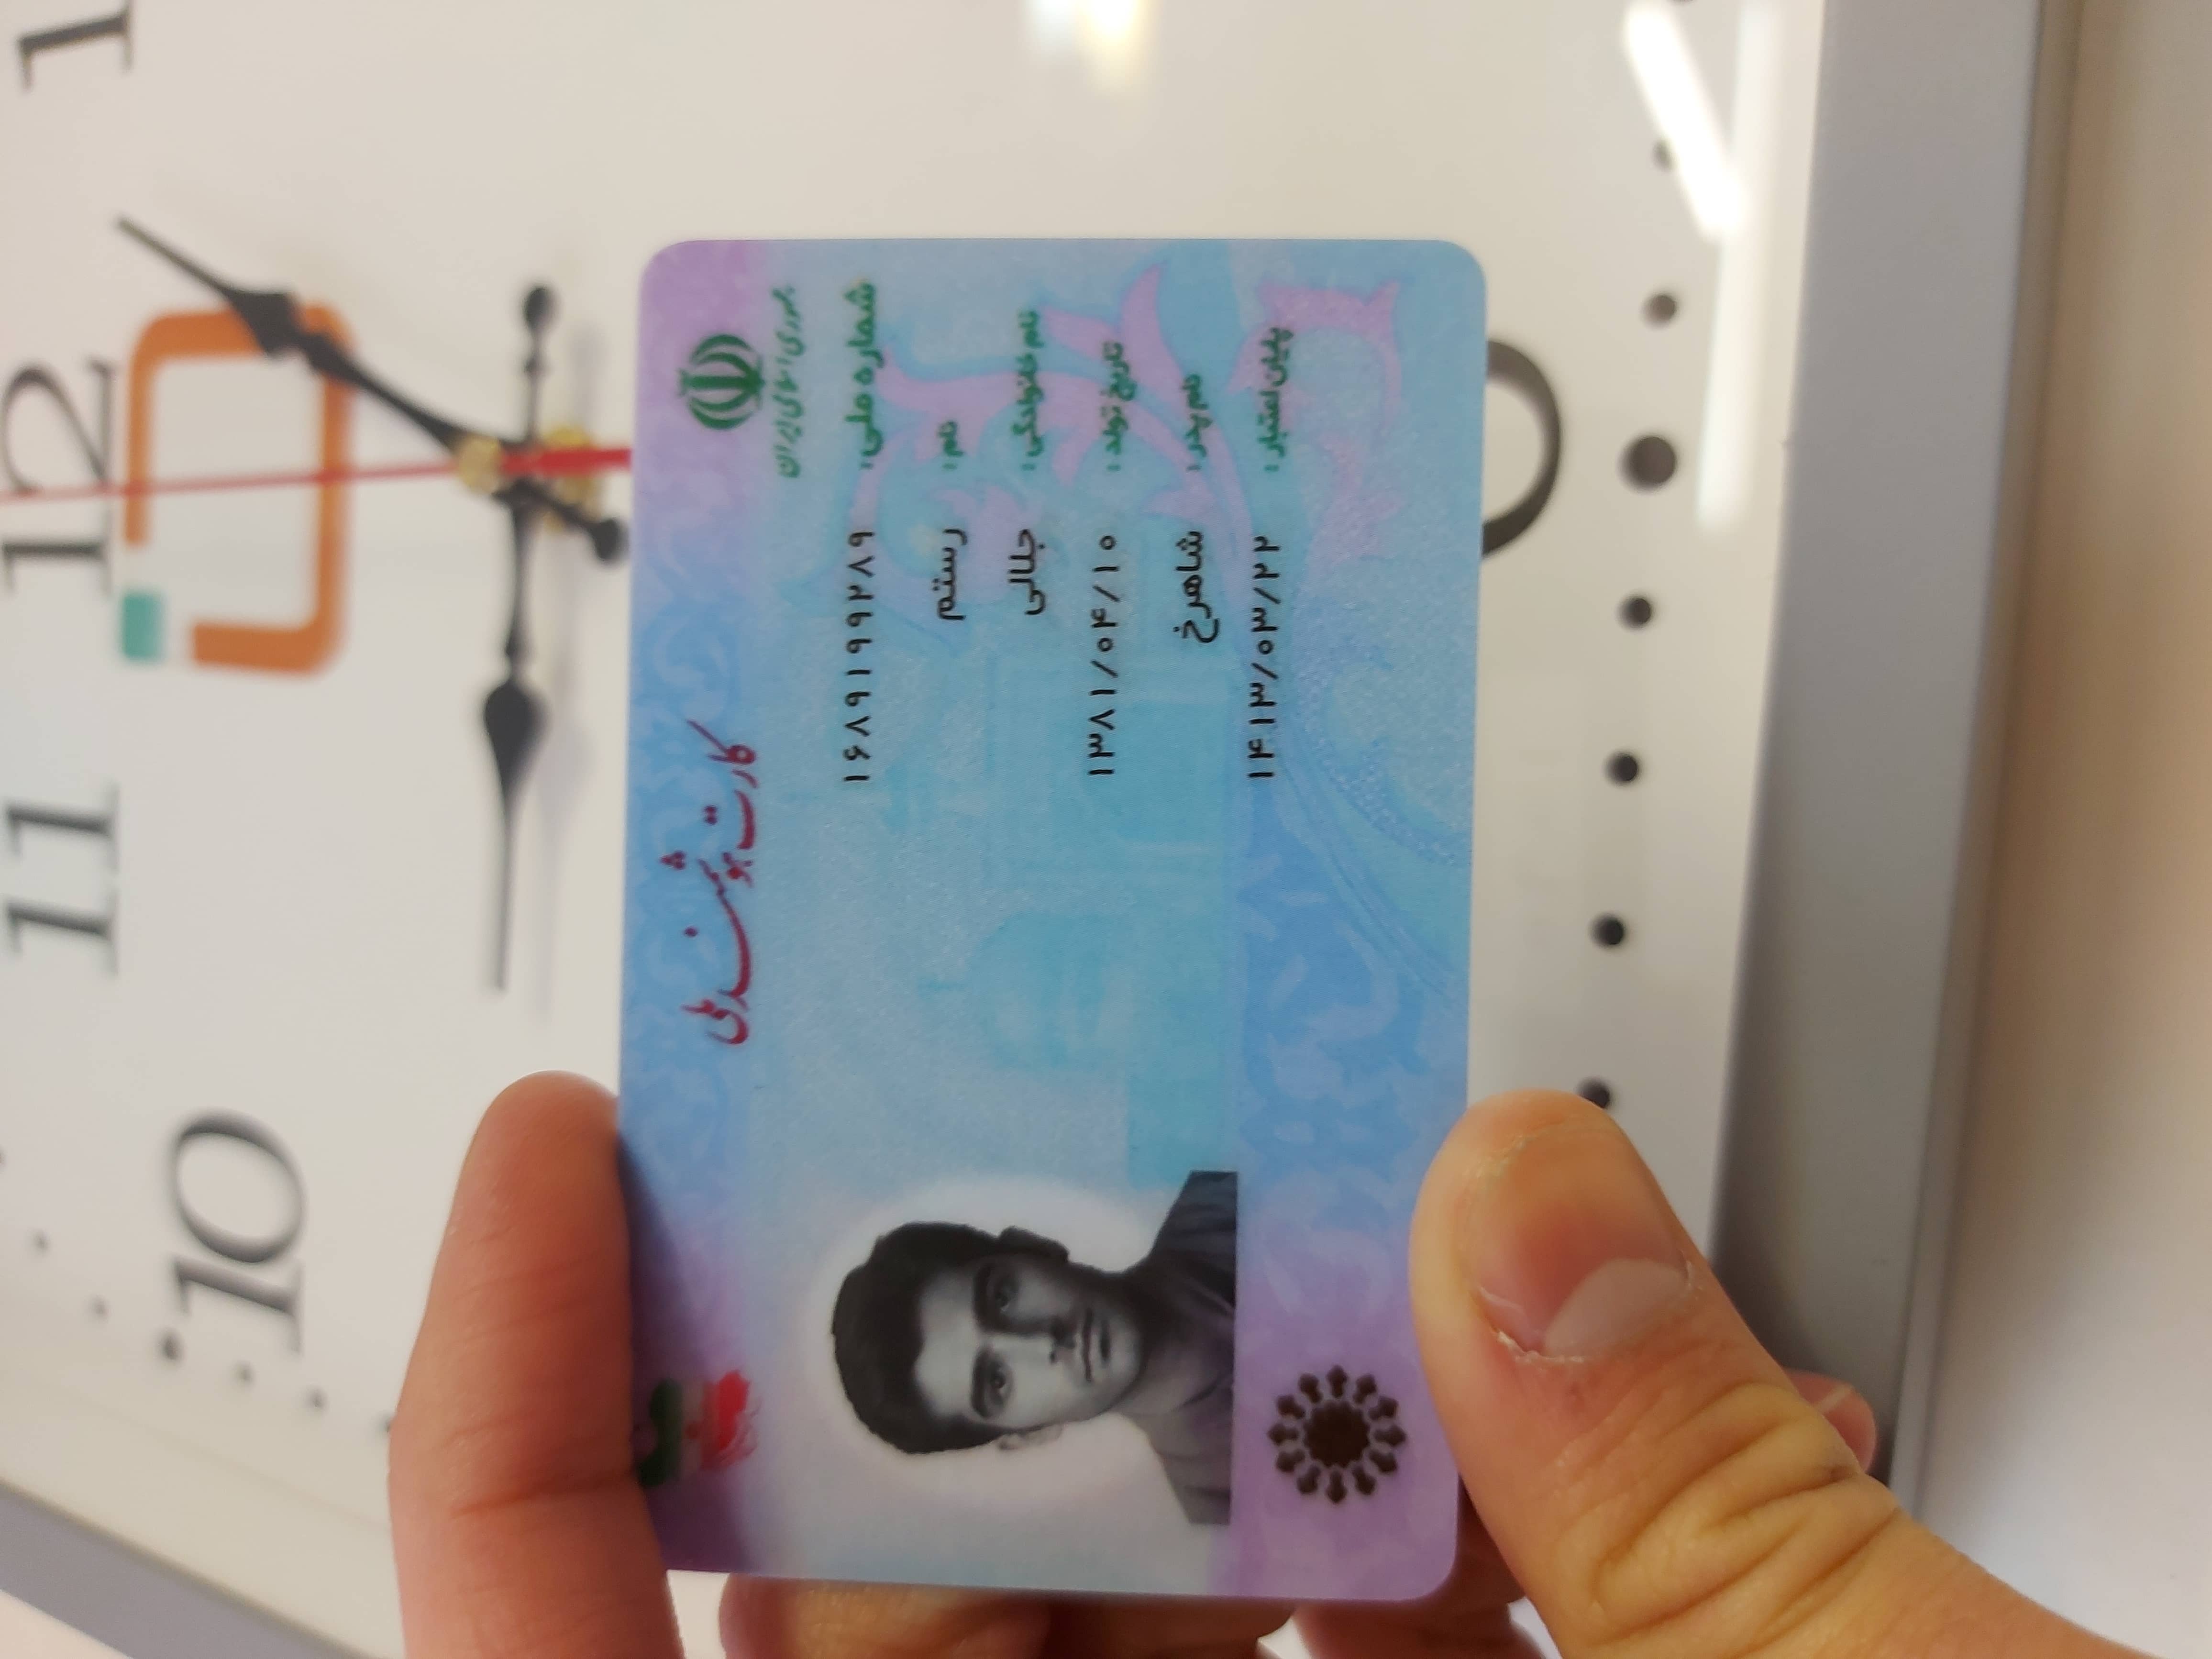 جمهوری اسلامی ایران
کارت هوشمند ملی
شماره ملی: ۱۶۸۹۱۹۹۲۸۹
نام: رستم
نام خانوادگی: جلالی
تاریخ تولد: ۱۳۸۱/۰۴/۱۰
نام پدر: شاهرخ
پایان اعتبار: ۱۴۱۳/۰۳/۲۲
1
12
11
10